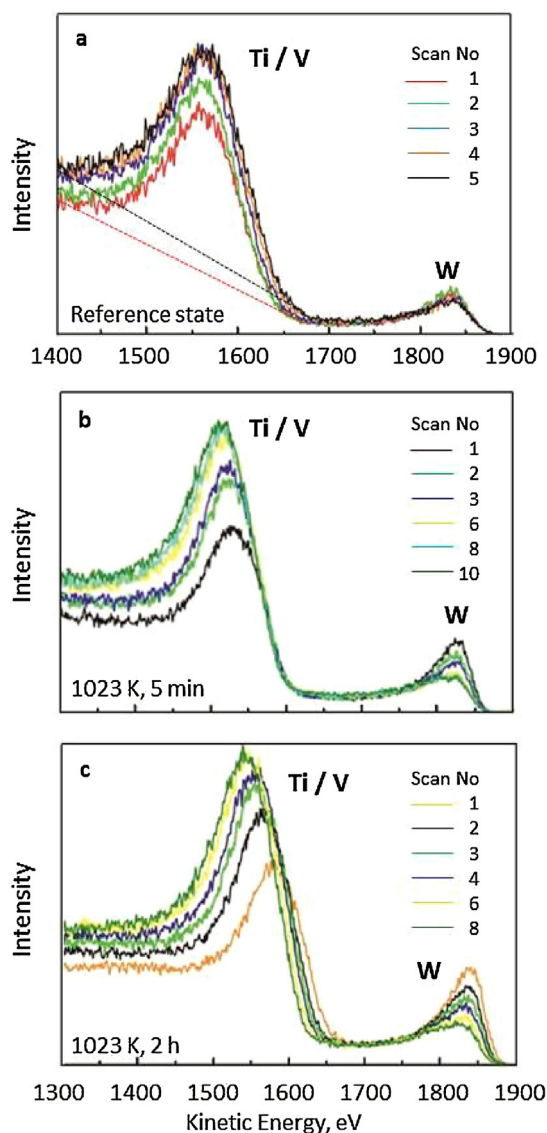 a
Ti / V
Scan No
1
2
3
4
5
W
Intensity
Reference state
1400 1500 1600 1700 1800 1900
b
Ti / V
Scan No
1
2
3
6
8
10
W
Intensity
1023 K, 5 min
c
Ti / V
Scan No
1
2
3
4
6
8
W
Intensity
1023 K, 2 h
1300 1400 1500 1600 1700 1800 1900
Kinetic Energy, eV